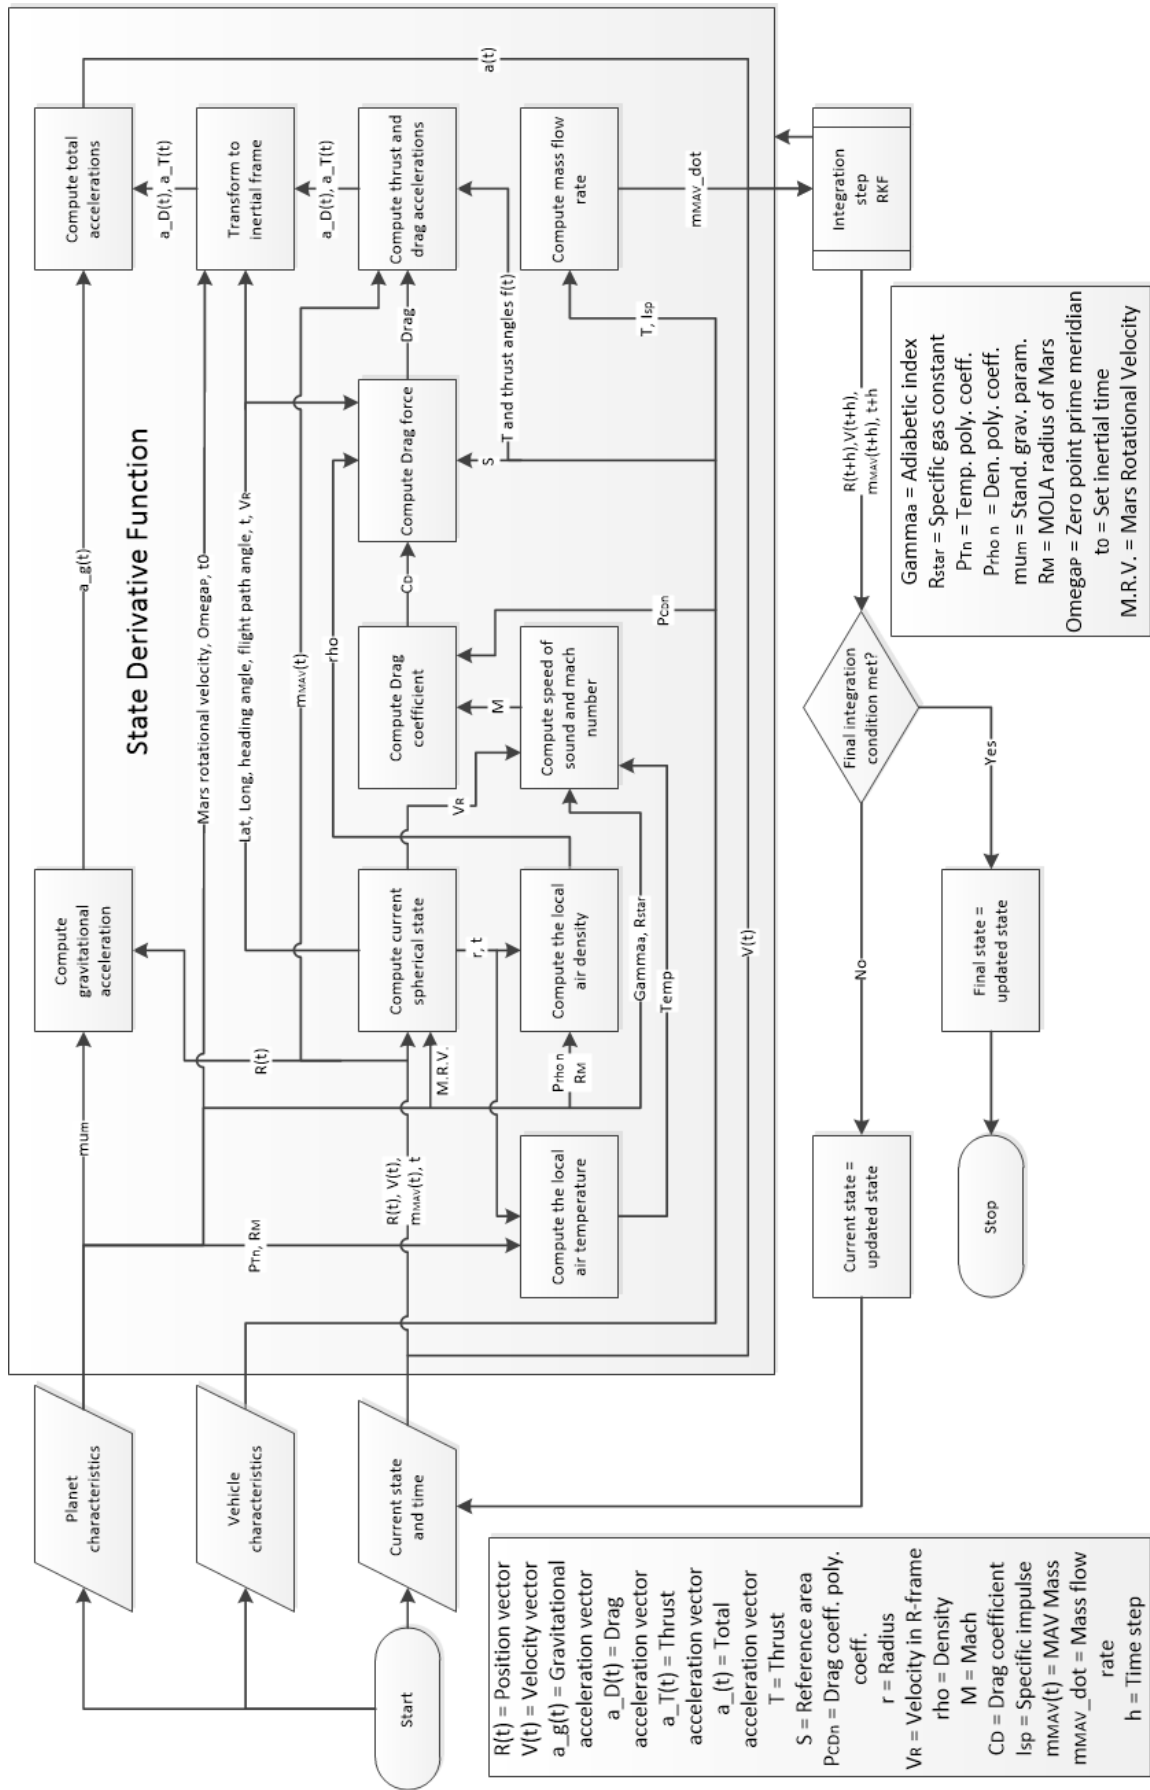 State Derivative Function
Start
Planet
characteristics
Vehicle
characteristics
Current state
and time
mum
PTn, RM
R(t), V(t),
mMAV(t), t
R(t)
M.R.V.
Prho n
RM
Compute
gravitational
acceleration
a_g(t)
Mars rotational velocity, OmegaP, t0
Lat, Long, heading angle, flight path angle, t, VR
mMAV(t)
rho
Compute current
spherical state
r, t
VR
Compute the local
air density
Compute the local
air temperature
Gammaa, Rstar
Temp
V(t)
Compute Drag
coefficient
M
Compute speed of
sound and mach
number
PCDn
CD
Compute Drag force
S
T and thrust angles f(t)
T, Isp
Drag
Compute total
accelerations
a_D(t), a_T(t)
Transform to
inertial frame
a_D(t), a_T(t)
Compute thrust and
drag accelerations
Compute mass flow
rate
mMAV_dot
a(t)
Integration
step
RKF
R(t+h),V(t+h),
mMAV(t+h), t+h
Final integration
condition met?
No
Yes
Current state =
updated state
Final state =
updated state
Stop
R(t) = Position vector
V(t) = Velocity vector
a_g(t) = Gravitational
acceleration vector
a_D(t) = Drag
acceleration vector
a_T(t) = Thrust
acceleration vector
a_(t) = Total
acceleration vector
T = Thrust
S = Reference area
PCDn = Drag coeff. poly.
coeff.
r = Radius
VR = Velocity in R-frame
rho = Density
M = Mach
CD = Drag coefficient
Isp = Specific impulse
mMAV(t) = MAV Mass
mMAV_dot = Mass flow
rate
h = Time step
Gammaa = Adiabetic index
Rstar = Specific gas constant
PTn = Temp. poly. coeff.
Prho n = Den. poly. coeff.
mum = Stand. grav. param.
RM = MOLA radius of Mars
OmegaP = Zero point prime meridian
t0 = Set inertial time
M.R.V. = Mars Rotational Velocity